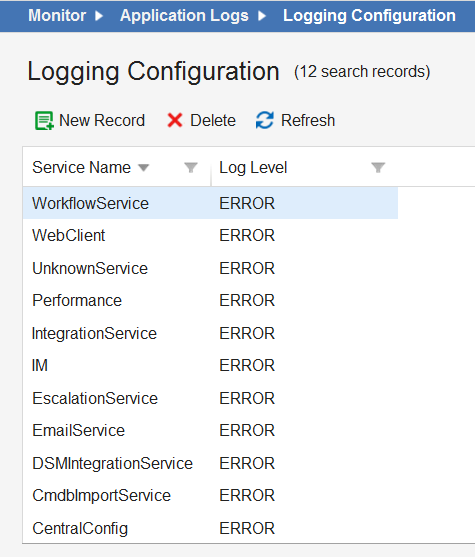 Monitor Application Logs Logging Configuration
Logging Configuration (12 search records)
New Record Delete Refresh
Service Name Log Level
WorkflowService ERROR
WebClient ERROR
UnknownService ERROR
Performance ERROR
IntegrationService ERROR
IM ERROR
EscalationService ERROR
EmailService ERROR
DSMIntegrationService ERROR
CmdbImportService ERROR
CentralConfig ERROR